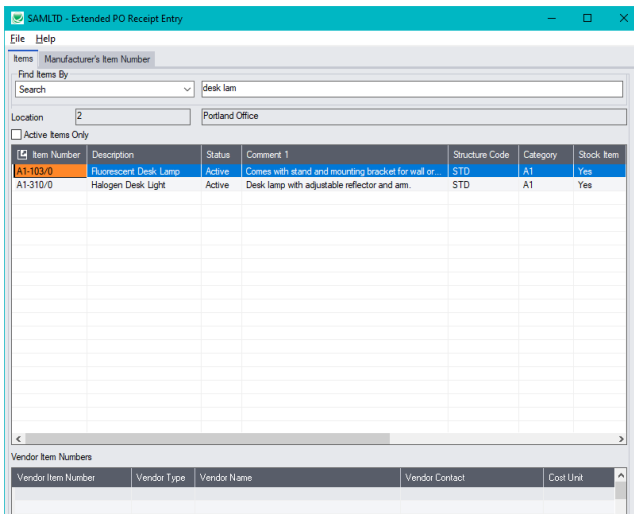 SAMLTD - Extended PO Receipt Entry
File Help
Items Manufacturer's Item Number
Find Items By
Search desk lam
Location 2 Portland Office
Active Items Only
Item Number Description Status Comment 1 Structure Code Category Stock Item
A1-103/0 Fluorescent Desk Lamp Active Comes with stand and mounting bracket for wall or... STD A1 Yes
A1-310/0 Halogen Desk Light Active Desk lamp with adjustable reflector and arm. STD A1 Yes
Vendor Item Numbers
Vendor Item Number Vendor Type Vendor Name Vendor Contact Cost Unit